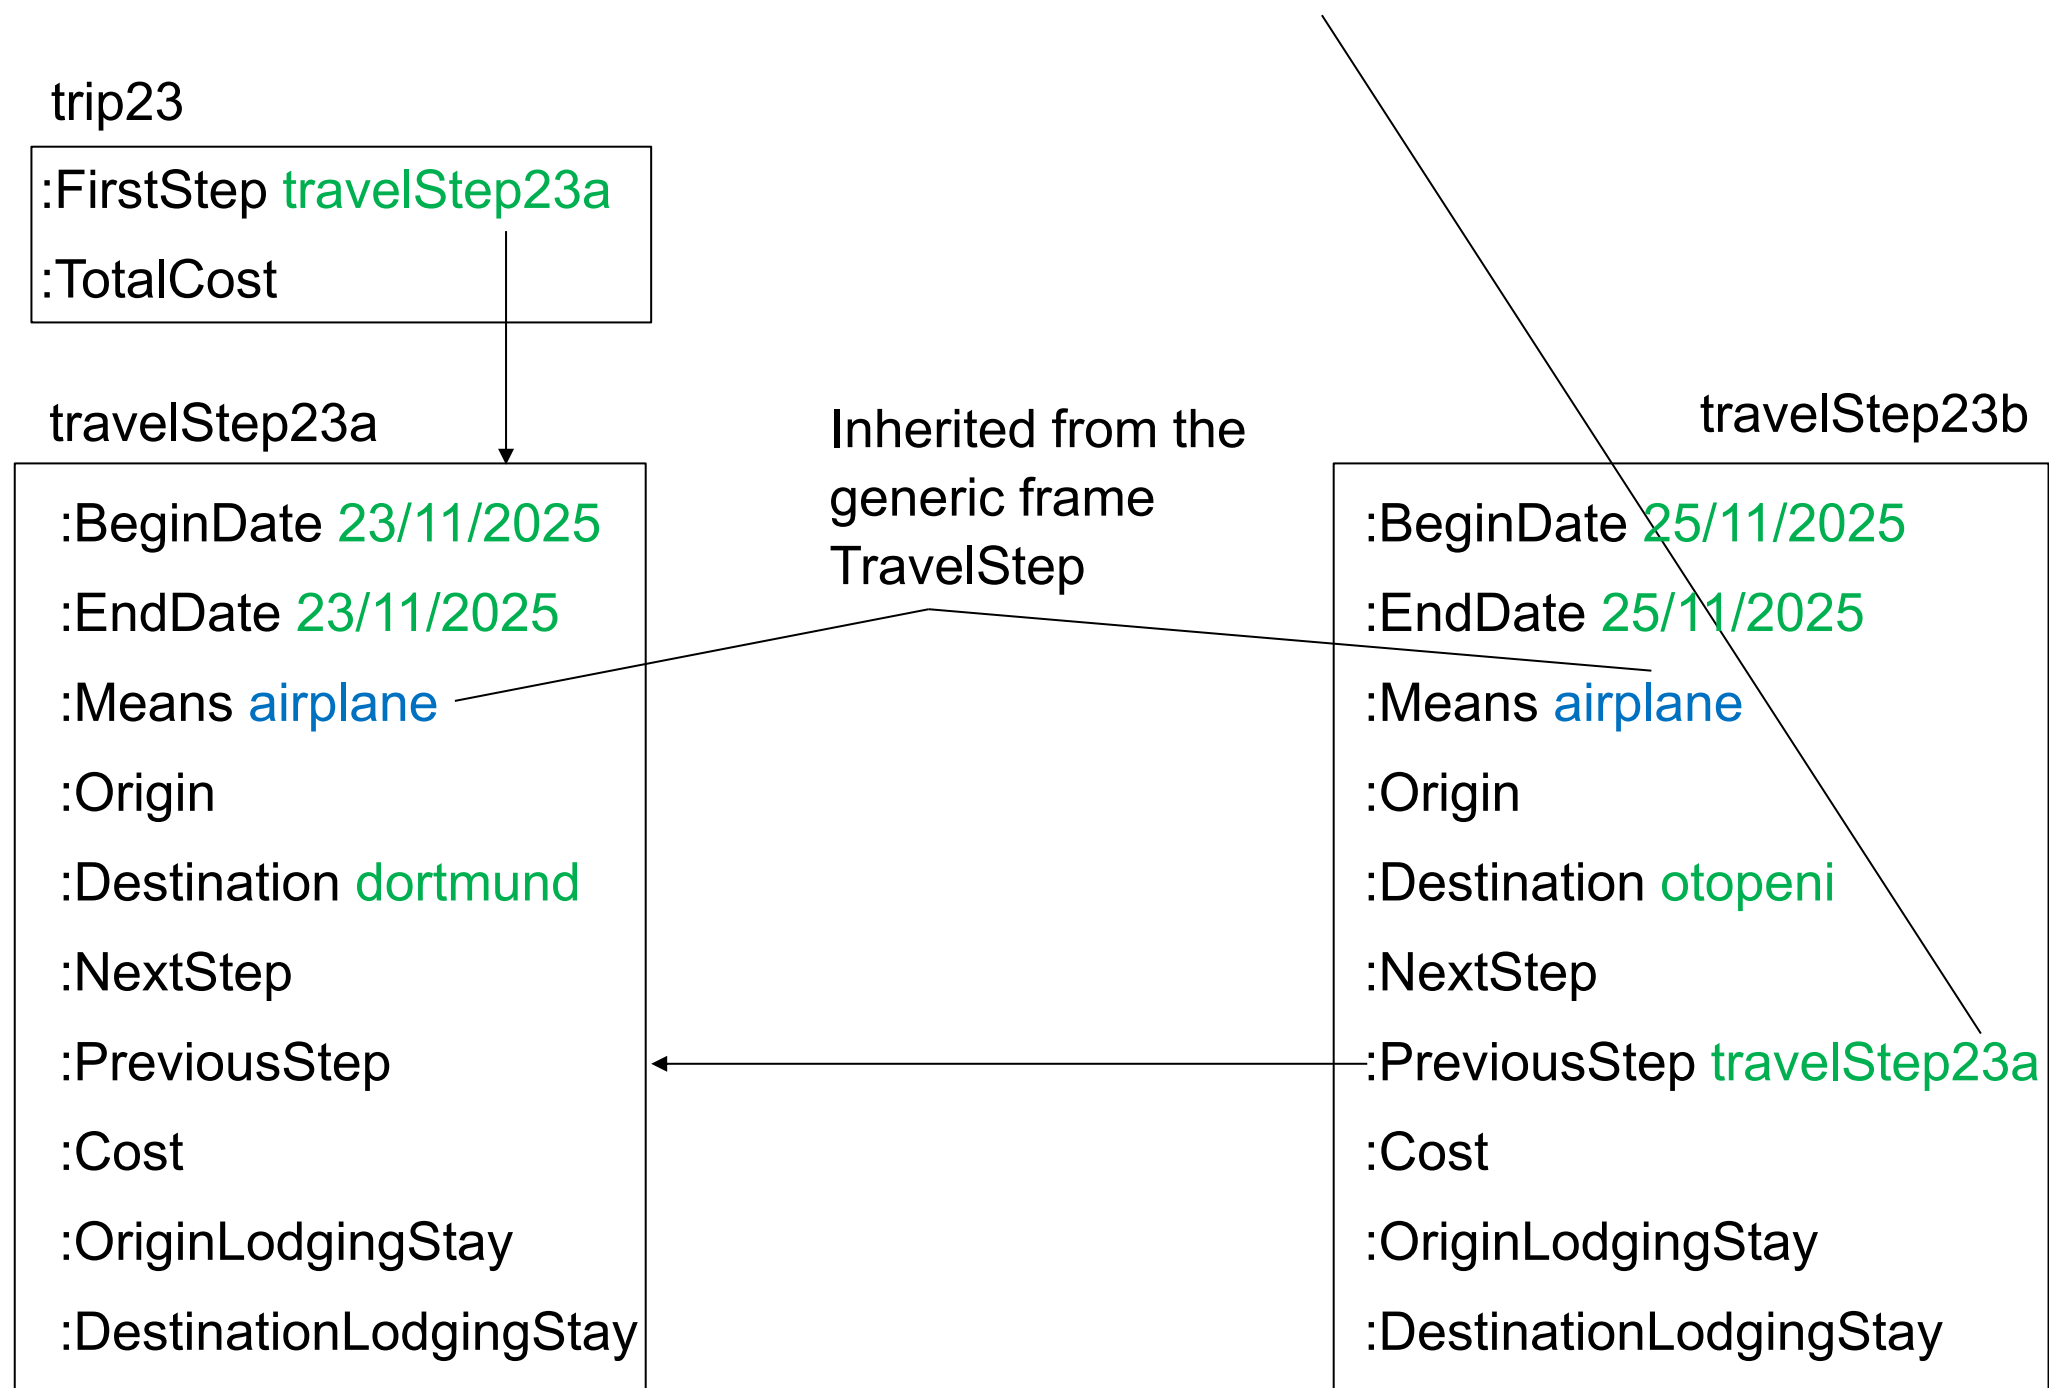 trip23
:FirstStep travelStep23a
:TotalCost
travelStep23a
:BeginDate 23/11/2025
:EndDate 23/11/2025
:Means airplane
:Origin
:Destination dortmund
:NextStep
:PreviousStep
:Cost
:OriginLodgingStay
:DestinationLodgingStay
Inherited from the
generic frame
TravelStep
travelStep23b
:BeginDate 25/11/2025
:EndDate 25/11/2025
:Means airplane
:Origin
:Destination otopeni
:NextStep
:PreviousStep travelStep23a
:Cost
:OriginLodgingStay
:DestinationLodgingStay